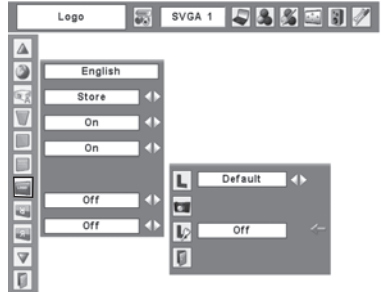 Logo
SVGA 1
English
Store
On
On
Off
Off
Default
Off